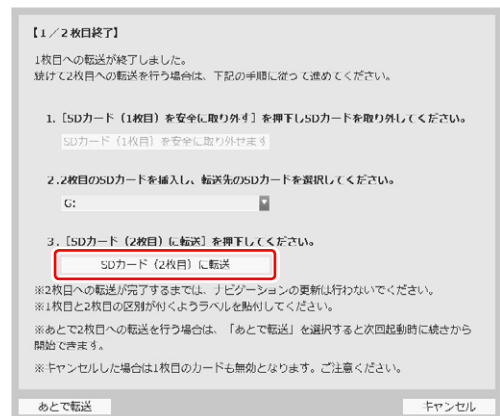 【1／2枚目終了】
1枚目への転送が終了しました。
続けて2枚目への転送を行う場合は、下記の手順に従って進めてください。
1. [SDカード（1枚目）を安全に取り外す] を押下しSDカードを取り外してください。
SDカード（1枚目）を安全に取り外せます
2.2枚目のSDカードを挿入し、転送先のSDカードを選択してください。
G:
3. [SDカード（2枚目）に転送] を押下してください。
SDカード（2枚目）に転送
※2枚目への転送が完了するまでは、ナビゲーションの更新は行わないでください。
※1枚目と2枚目の区別が付くようラベルを貼付してください。
※あとで2枚目への転送を行う場合は、「あとで転送」を選択すると次回起動時に続きから
開始できます。
※キャンセルした場合は1枚目のカードも無効となります。ご注意ください。
あとで転送
キャンセル